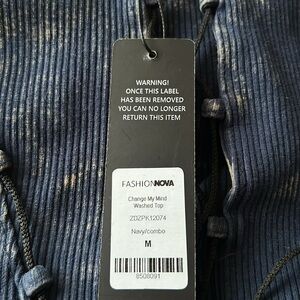 WARNING!
ONCE THIS LABEL
HAS BEEN REMOVED
YOU CAN NO LONGER
RETURN THIS ITEM
FASHIONNOVA
Change My Mind
Washed Top
ZDZPK12074
Navy/combo
M
8508091